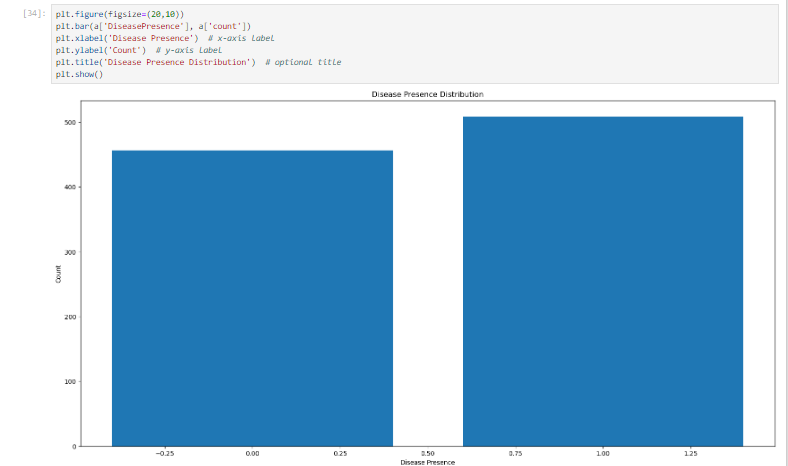 [34]: plt.figure(figsize=(20,10))
plt.bar(a['DiseasePresence'], a['count'])
plt.xlabel('Disease Presence')  # x-axis label
plt.ylabel('Count')  # y-axis label
plt.title('Disease Presence Distribution')  # optional title
plt.show()
Disease Presence Distribution
500
400
300
200
100
0
Count
−0.25 0.00 0.25 0.50 0.75 1.00 1.25
Disease Presence